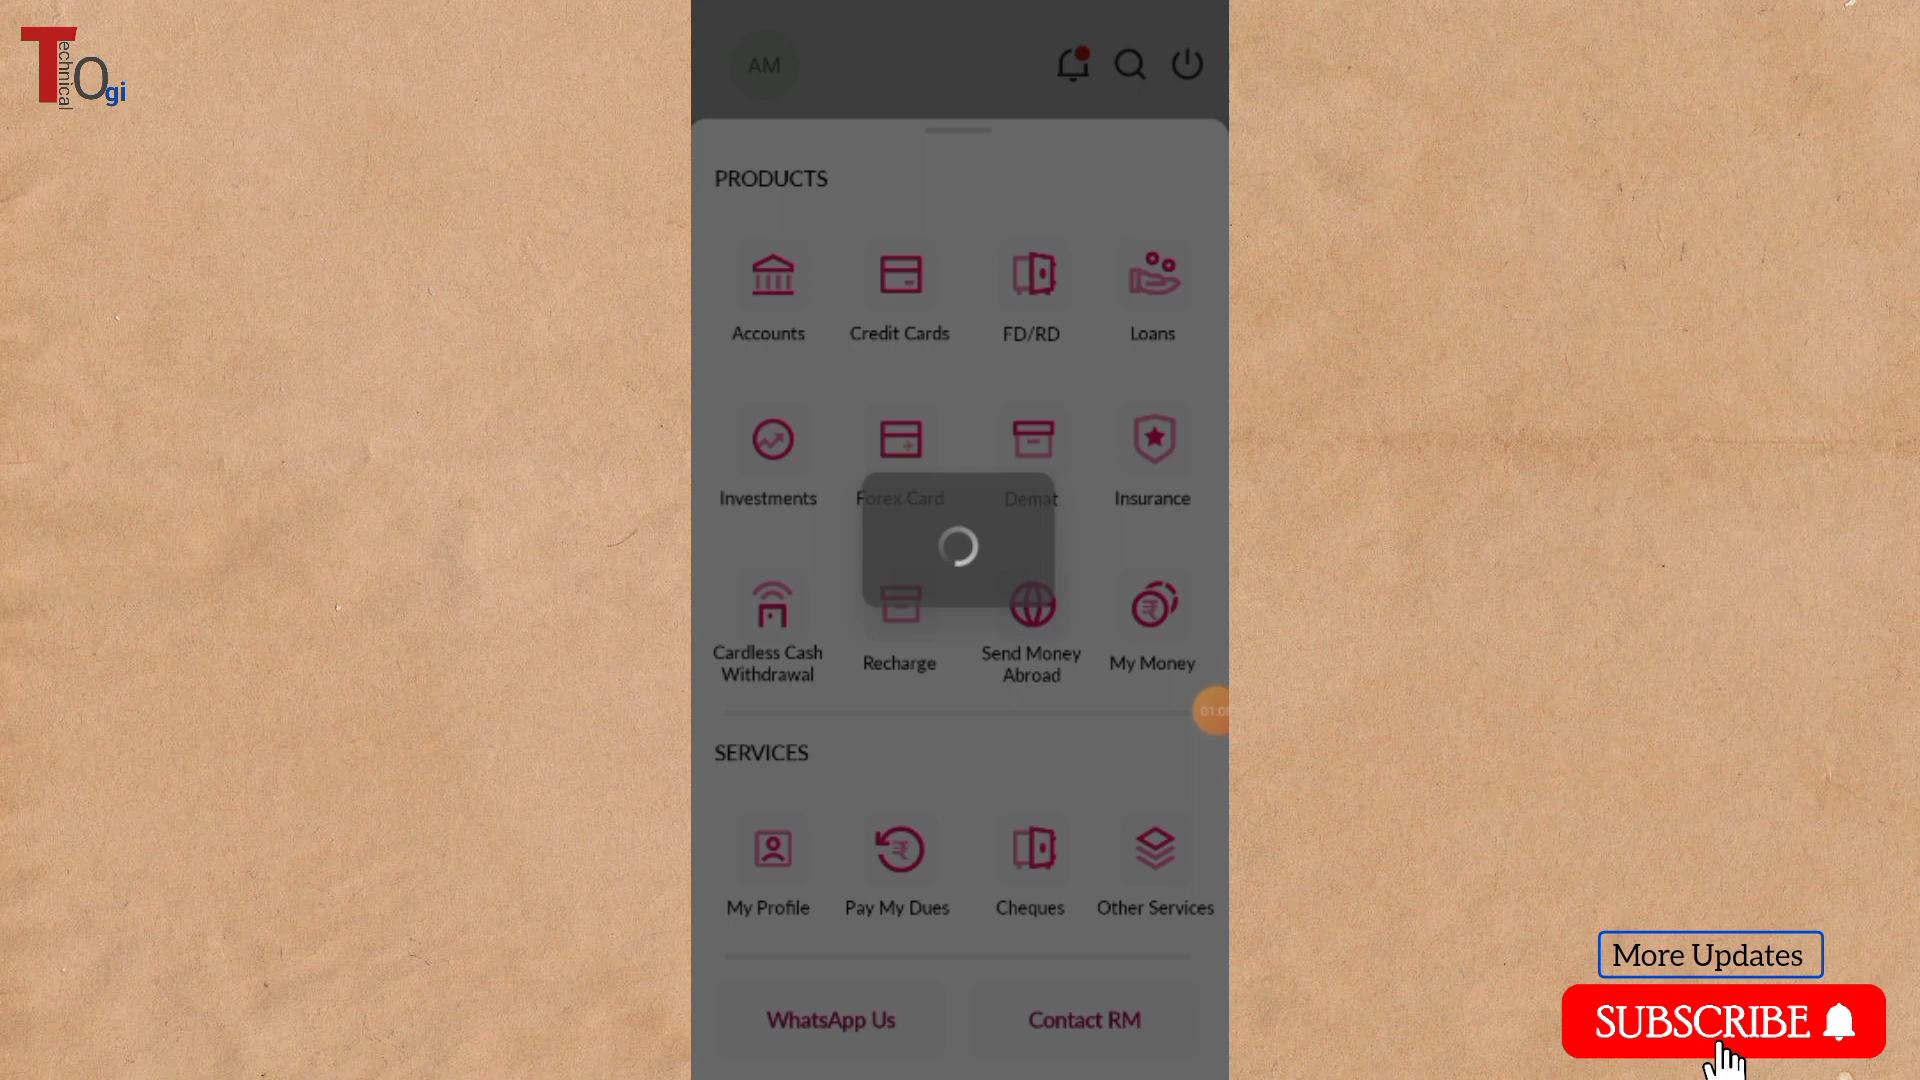 Technical
Ogi
AM
PRODUCTS
Accounts
Credit Cards
FD/RD
Loans
Investments
Forex Card
Demat
Insurance
Cardless Cash
Withdrawal
Recharge
Send Money
Abroad
My Money
SERVICES
My Profile
Pay My Dues
Cheques
Other Services
WhatsApp Us
Contact RM
More Updates
SUBSCRIBE